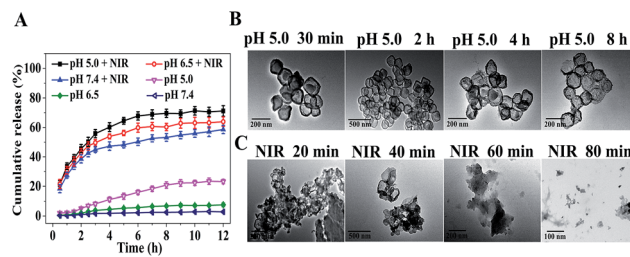 A
Cumulative release (%)
100
80
60
40
20
0
pH 5.0 + NIR
pH 6.5 + NIR
pH 7.4 + NIR
pH 5.0
pH 6.5
pH 7.4
0 2 4 6 8 10 12
Time (h)
B
pH 5.0 30 min
pH 5.0 2 h
pH 5.0 4 h
pH 5.0 8 h
200 nm
500 nm
200 nm
200 nm
C
NIR 20 min
NIR 40 min
NIR 60 min
NIR 80 min
500 nm
200 nm
100 nm